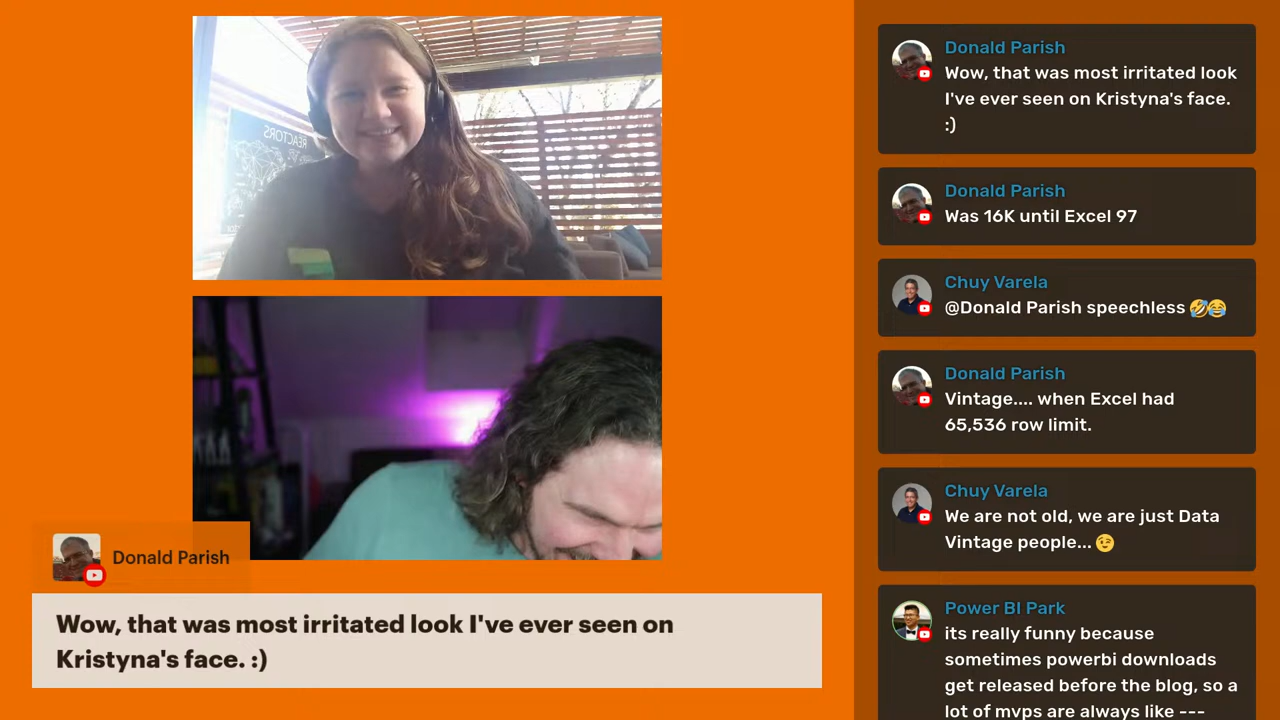 REACTORS
Donald Parish
Wow, that was most irritated look I've ever seen on
Kristyna's face. :)
Donald Parish
Wow, that was most irritated look
I've ever seen on Kristyna's face.
:)
Donald Parish
Was 16K until Excel 97
Chuy Varela
@Donald Parish speechless 🤣😂
Donald Parish
Vintage.... when Excel had
65,536 row limit.
Chuy Varela
We are not old, we are just Data
Vintage people... 😉
Power BI Park
its really funny because
sometimes powerbi downloads
get released before the blog, so a
lot of mvps are always like ---